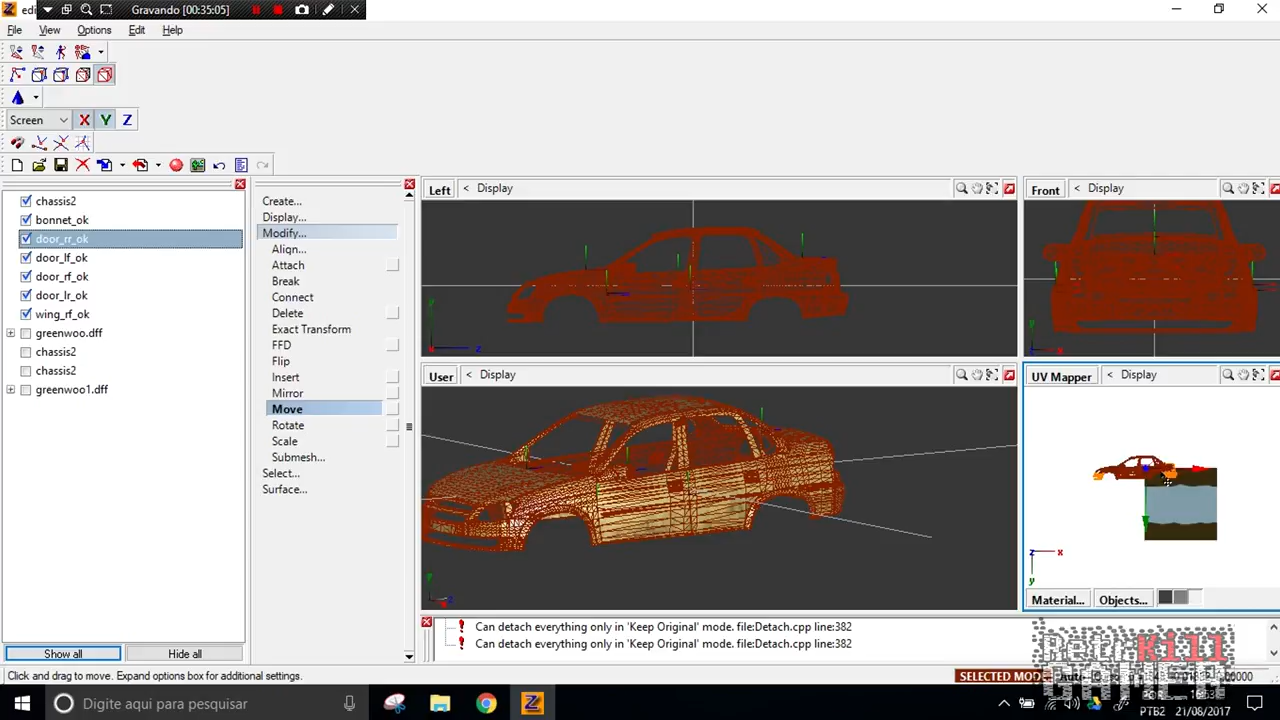 edi
Gravando [00:35:05]
File View Options Edit Help
Screen X Y Z
chassis2
bonnet_ok
door_rr_ok
door_lf_ok
door_rf_ok
door_lr_ok
wing_rf_ok
greenwoo.dff
chassis2
chassis2
greenwoo1.dff
Show all Hide all
Create...
Display...
Modify...
Align...
Attach
Break
Connect
Delete
Exact Transform
FFD
Flip
Insert
Mirror
Move
Rotate
Scale
Submesh...
Select...
Surface...
Left < Display
Front < Display
User < Display
UV Mapper < Display
Material... Objects...
Can detach everything only in 'Keep Original' mode. file:Detach.cpp line:382
Can detach everything only in 'Keep Original' mode. file:Detach.cpp line:382
Click and drag to move. Expand options box for additional settings.
SELECTED MOD
Digite aqui para pesquisar
PTB2 21/08/2017